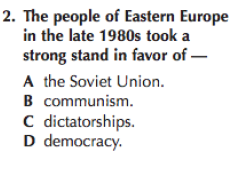 2. The people of Eastern Europe
in the late 1980s took a
strong stand in favor of —
A the Soviet Union.
B communism.
C dictatorships.
D democracy.